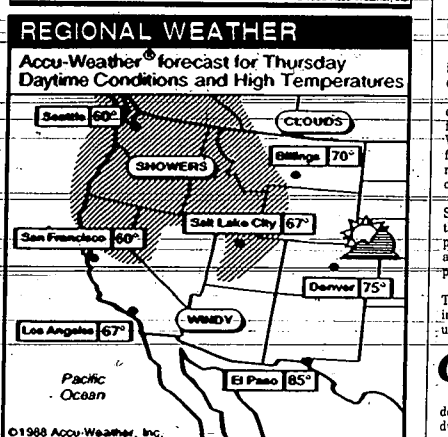 REGIONAL WEATHER
Accu-Weather® forecast for Thursday
Daytime Conditions and High Temperatures
Seattle 60°
CLOUDS
SHOWERS
Billings 70°
Salt Lake City 67°
San Francisco 60°
Denver 75°
Los Angeles 67°
WINDY
Pacific
Ocean
El Paso 85°
©1988 Accu-Weather, Inc.